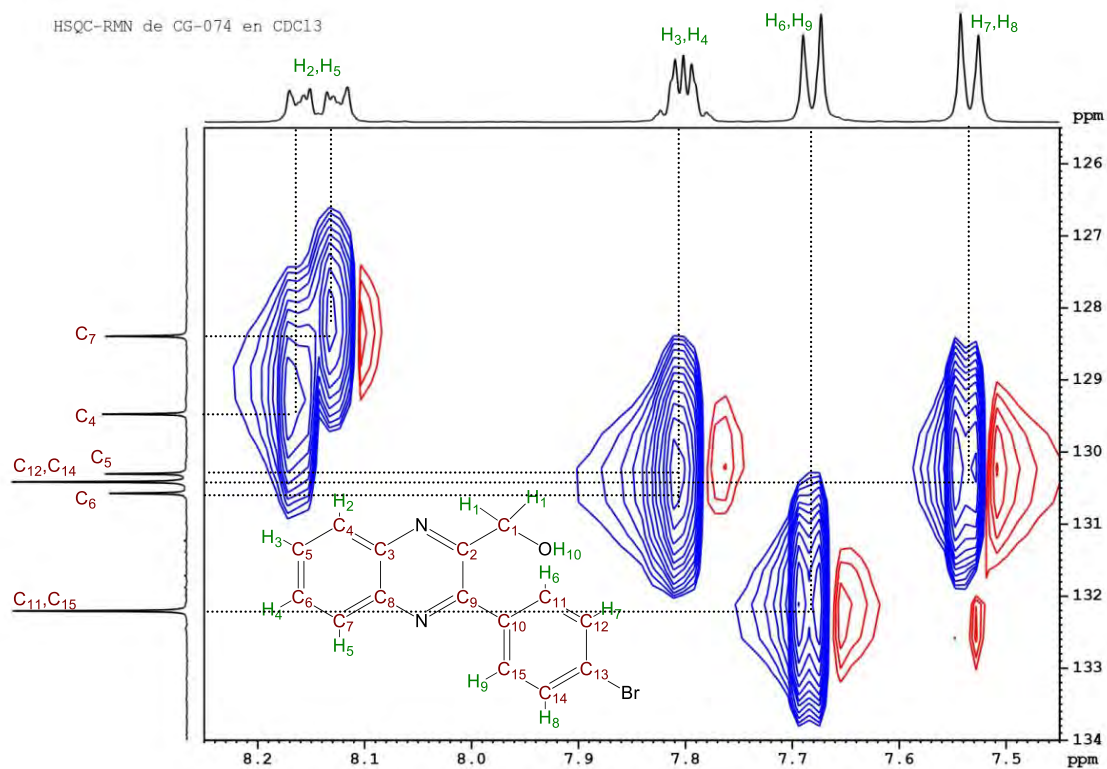 HSQC-RMN de CG-074 en CDCl3
H2,H5
H3,H4
H6,H9
H7,H8
ppm
126
127
128
129
130
131
132
133
134
C7
C4
C5
C12,C14
C6
C11,C15
H2
H1
H1
H3
C5
C4
C3
N
C2
C1
OH10
H4
C6
C7
C8
N
C9
H6
C11
H7
C12
C10
H5
H9
C15
C13
C14
Br
H8
8.2
8.1
8.0
7.9
7.8
7.7
7.6
7.5
ppm